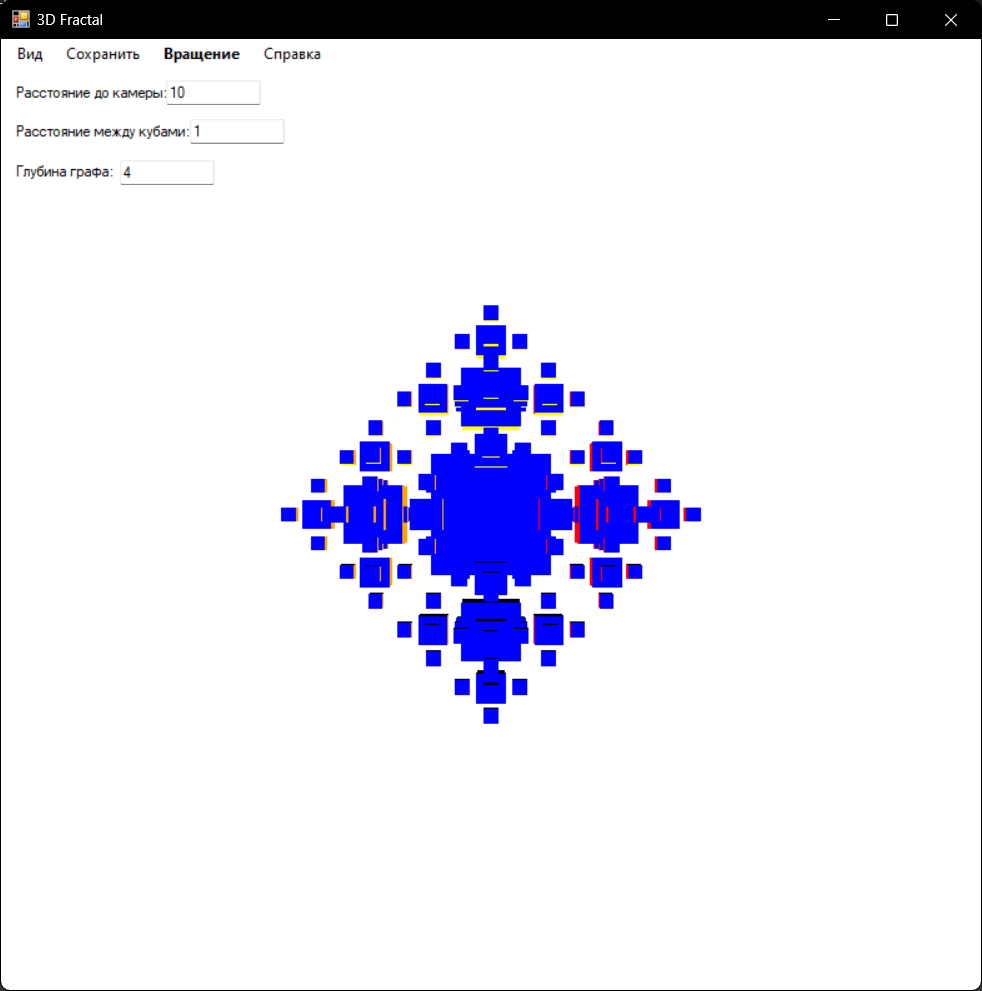 3D Fractal
Вид Сохранить Вращение Справка
Расстояние до камеры: 10
Расстояние между кубами: 1
Глубина графа: 4